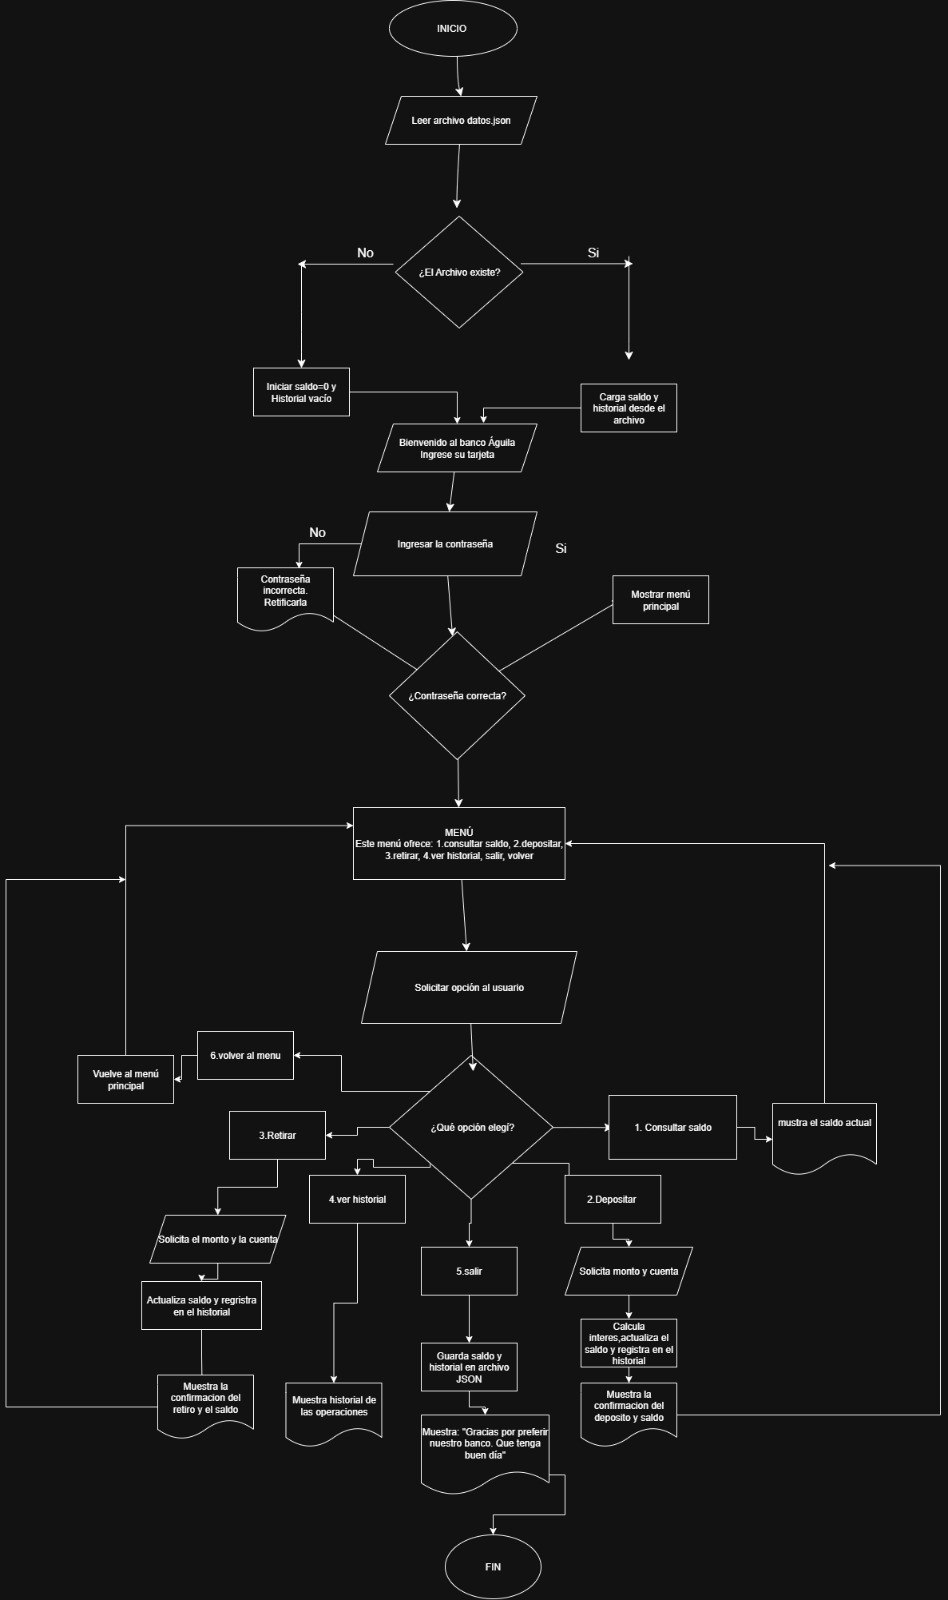 INICIO
Leer archivo datos.json
¿El Archivo existe?
No
Si
Iniciar saldo=0 y
Historial vacío
Carga saldo y
historial desde el
archivo
Bienvenido al banco Águila
Ingrese su tarjeta
Ingresar la contraseña
No
Si
Contraseña
incorrecta.
Retificarla
Mostrar menú
principal
¿Contraseña correcta?
MENÚ
Este menú ofrece: 1.consultar saldo, 2.depositar,
3.retirar, 4.ver historial, salir, volver
Solicitar opción al usuario
6.volver al menu
Vuelve al menú
principal
¿Qué opción elegí?
1. Consultar saldo
mustra el saldo actual
3.Retirar
4.ver historial
2.Depositar
Solicita el monto y la cuenta
5.salir
Solicita monto y cuenta
Actualiza saldo y regristra
en el historial
Calcula
interes,actualiza el
saldo y registra en el
historial
Guarda saldo y
historial en archivo
JSON
Muestra la
confirmacion del
retiro y el saldo
Muestra historial de
las operaciones
Muestra: "Gracias por preferir
nuestro banco. Que tenga
buen día"
Muestra la
confirmacion del
deposito y saldo
FIN